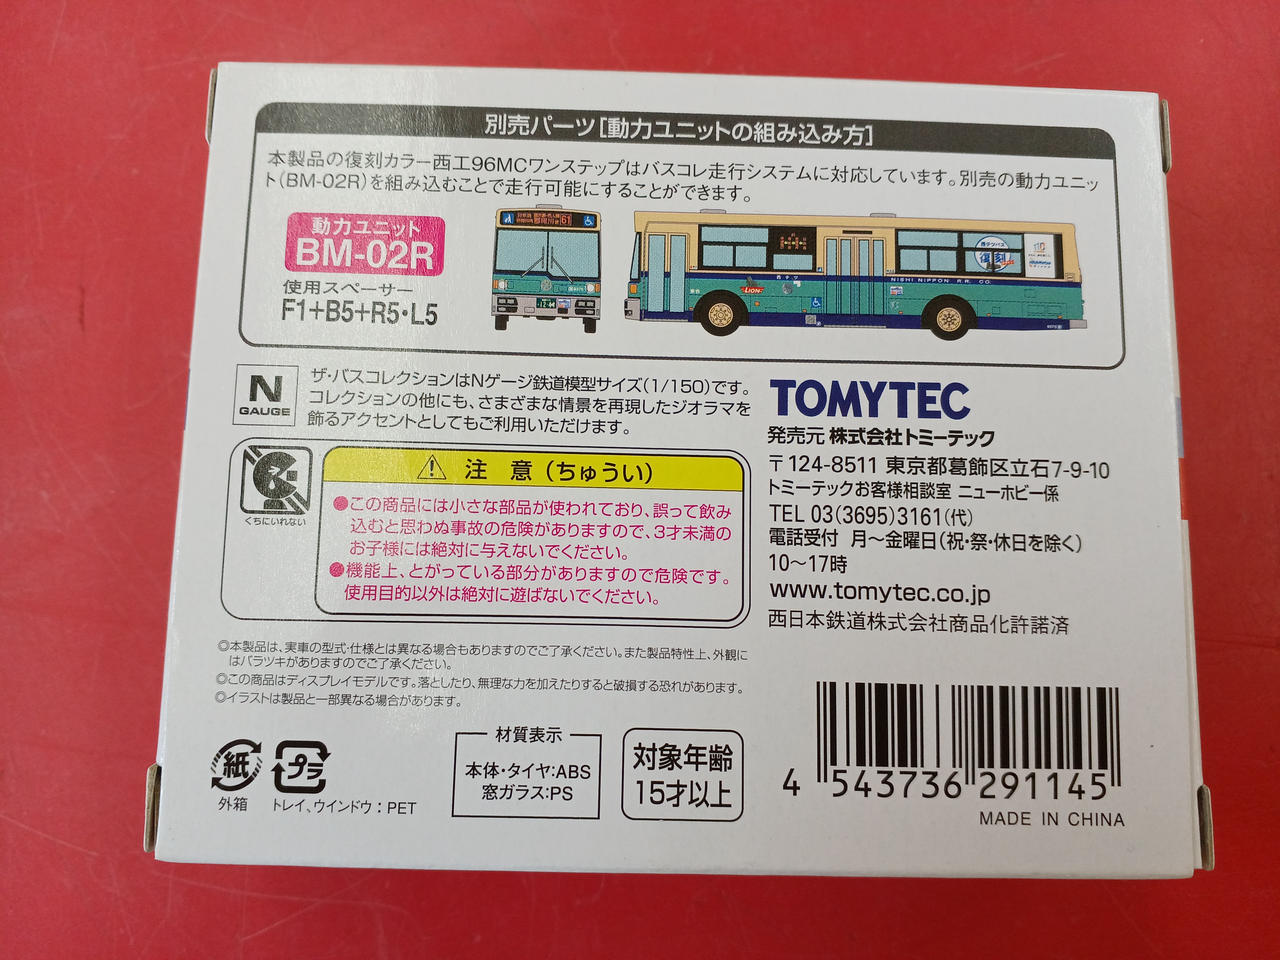 別売パーツ[動力ユニットの組み込み方]
本製品の復刻カラー西工96MCワンステップはバスコレ走行システムに対応しています。別売の動力ユニッ
ト(BM-02R)を組み込むことで走行可能にすることができます。
動力ユニット
BM-02R
使用スペーサー
F1+B5+R5・L5
61
西テツバス
復刻
西テツ
NISHI NIPPON R.R. CO.
LION
N
GAUGE
ザ・バスコレクションはNゲージ鉄道模型サイズ(1/150)です。
コレクションの他にも、さまざまな情景を再現したジオラマを
飾るアクセントとしてもご利用いただけます。
くちにいれない
注 意 (ちゅうい)
●この商品には小さな部品が使われており、誤って飲み
込むと思わぬ事故の危険がありますので、3才未満の
お子様には絶対に与えないでください。
●機能上、とがっている部分がありますので危険です。
使用目的以外は絶対に遊ばないでください。
TOMYTEC
発売元 株式会社トミーテック
〒124-8511 東京都葛飾区立石7-9-10
トミーテックお客様相談室 ニューホビー係
TEL 03(3695)3161(代)
電話受付 月〜金曜日(祝・祭・休日を除く)
10〜17時
www.tomytec.co.jp
西日本鉄道株式会社商品化許諾済
◎本製品は、実車の型式・仕様とは異なる場合もありますのでご了承ください。また製品特性上、外観に
はバラツキがありますのでご了承ください。
◎この商品はディスプレイモデルです。落としたり、無理な力を加えたりすると破損する恐れがあります。
◎イラストは製品と一部異なる場合があります。
紙
外箱
プラ
トレイ、ウインドウ:PET
材質表示
本体・タイヤ:ABS
窓ガラス:PS
対象年齢
15才以上
4 543736 291145
MADE IN CHINA